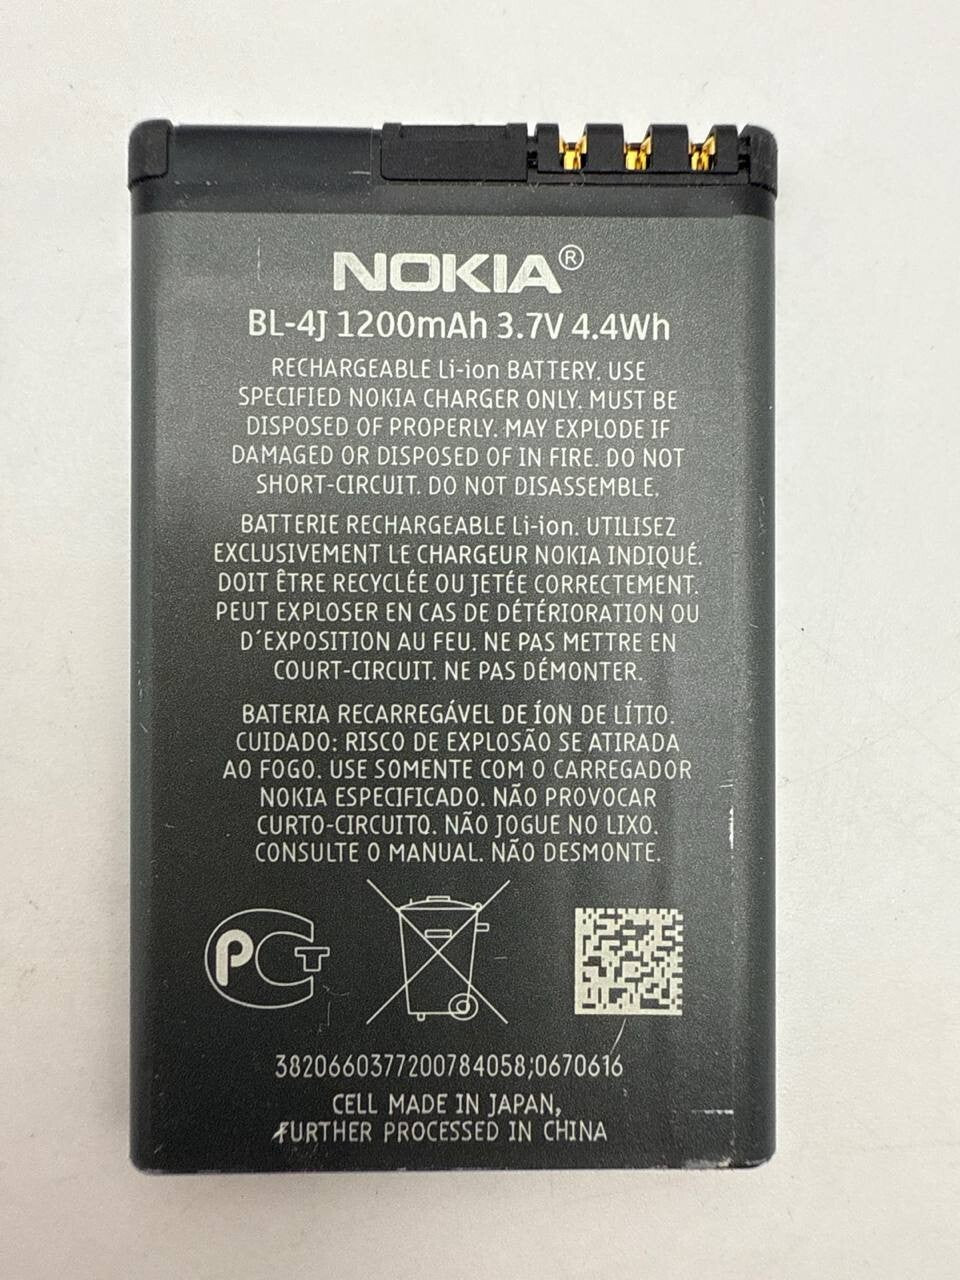 NOKIA®
BL-4J 1200mAh 3.7V 4.4Wh
RECHARGEABLE Li-ion BATTERY. USE
SPECIFIED NOKIA CHARGER ONLY. MUST BE
DISPOSED OF PROPERLY. MAY EXPLODE IF
DAMAGED OR DISPOSED OF IN FIRE. DO NOT
SHORT-CIRCUIT. DO NOT DISASSEMBLE.
BATTERIE RECHARGEABLE Li-ion. UTILISEZ
EXCLUSIVEMENT LE CHARGEUR NOKIA INDIQUÉ.
DOIT ÊTRE RECYCLÉE OU JETÉE CORRECTEMENT.
PEUT EXPLOSER EN CAS DE DÉTÉRIORATION OU
D´EXPOSITION AU FEU. NE PAS METTRE EN
COURT-CIRCUIT. NE PAS DÉMONTER.
BATERIA RECARREGÁVEL DE ÍON DE LÍTIO.
CUIDADO: RISCO DE EXPLOSÃO SE ATIRADA
AO FOGO. USE SOMENTE COM O CARREGADOR
NOKIA ESPECIFICADO. NÃO PROVOCAR
CURTO-CIRCUITO. NÃO JOGUE NO LIXO.
CONSULTE O MANUAL. NÃO DESMONTE.
PCT
3820660377200784058;0670616
CELL MADE IN JAPAN,
FURTHER PROCESSED IN CHINA